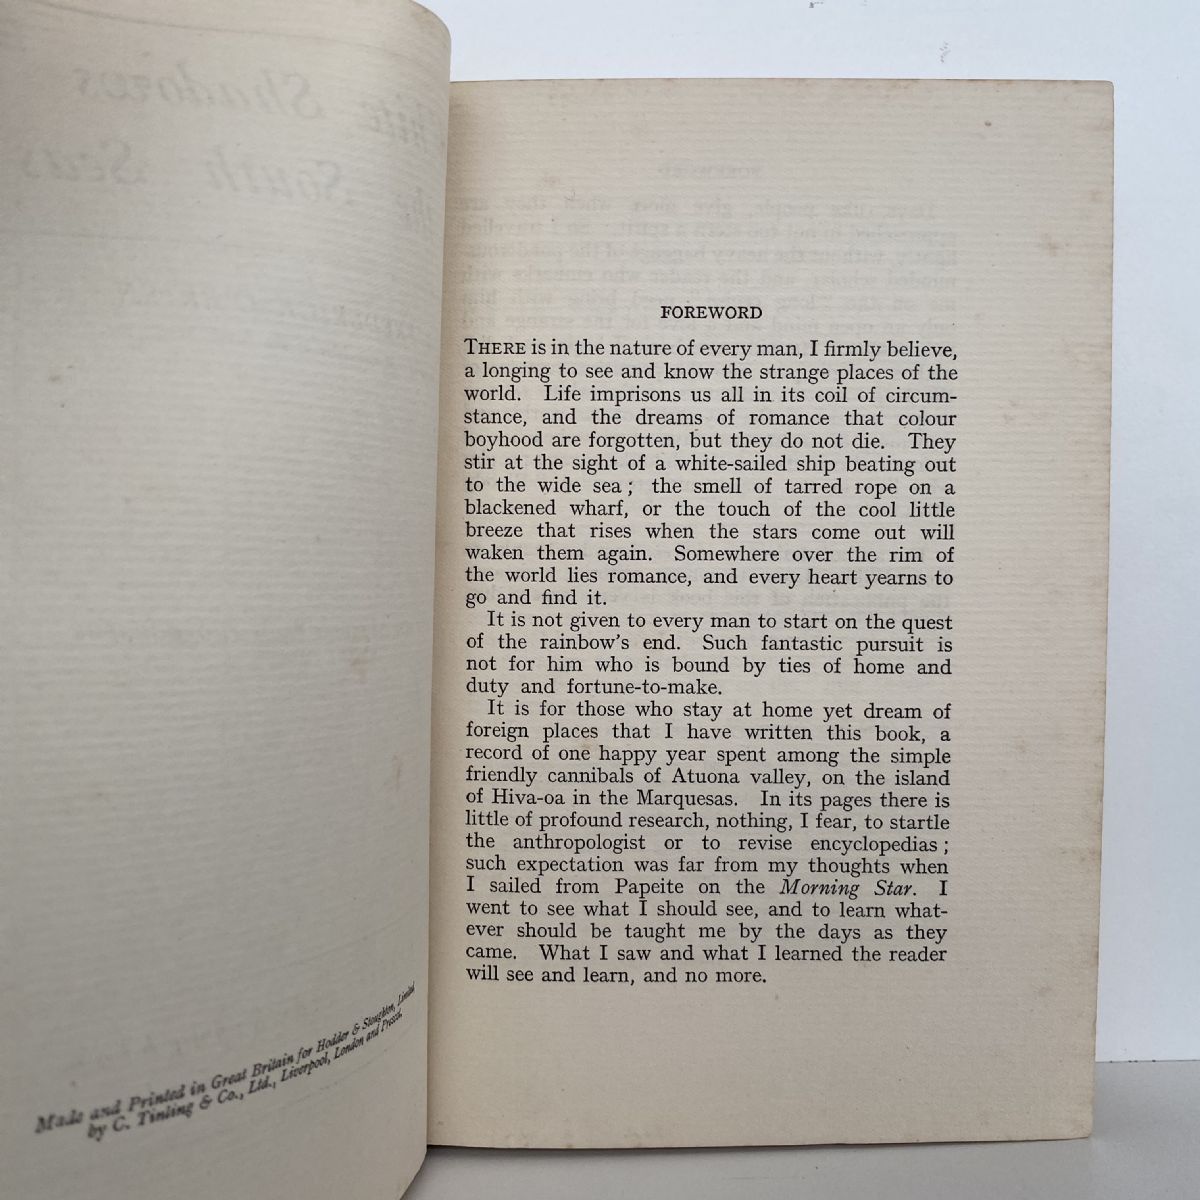 Made and Printed in Great Britain for Hodder & Stoughton, Limited
by C. Tinling & Co., Ltd., Liverpool, London and Prescot.
FOREWORD
THERE is in the nature of every man, I firmly believe,
a longing to see and know the strange places of the
world. Life imprisons us all in its coil of circum-
stance, and the dreams of romance that colour
boyhood are forgotten, but they do not die. They
stir at the sight of a white-sailed ship beating out
to the wide sea; the smell of tarred rope on a
blackened wharf, or the touch of the cool little
breeze that rises when the stars come out will
waken them again. Somewhere over the rim of
the world lies romance, and every heart yearns to
go and find it.
It is not given to every man to start on the quest
of the rainbow's end. Such fantastic pursuit is
not for him who is bound by ties of home and
duty and fortune-to-make.
It is for those who stay at home yet dream of
foreign places that I have written this book, a
record of one happy year spent among the simple
friendly cannibals of Atuona valley, on the island
of Hiva-oa in the Marquesas. In its pages there is
little of profound research, nothing, I fear, to startle
the anthropologist or to revise encyclopedias;
such expectation was far from my thoughts when
I sailed from Papeite on the Morning Star. I
went to see what I should see, and to learn what-
ever should be taught me by the days as they
came. What I saw and what I learned the reader
will see and learn, and no more.